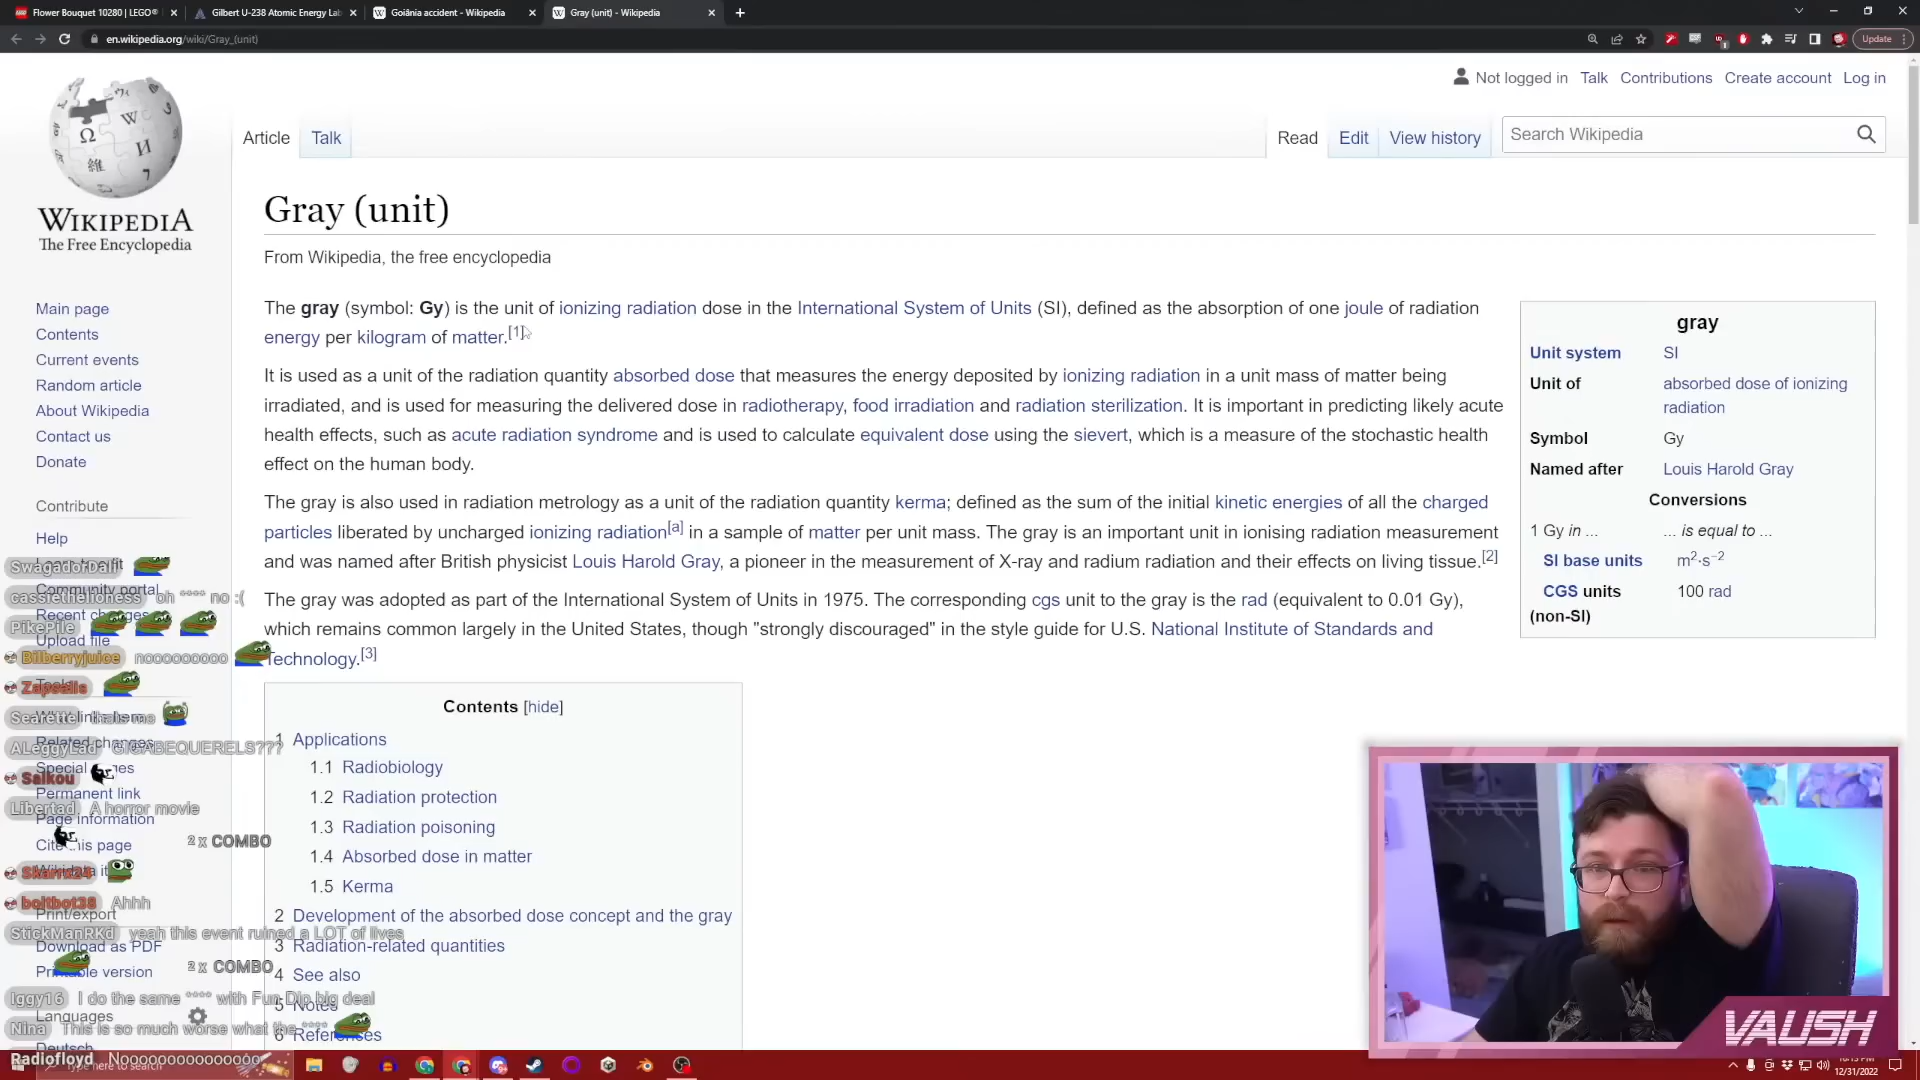 Flower Bouquet 10280 | LEGO®
Gilbert U-238 Atomic Energy Lab
Goiânia accident - Wikipedia
Gray (unit) - Wikipedia
en.wikipedia.org/wiki/Gray_(unit)
Update
Not logged in Talk Contributions Create account Log in
Article Talk
Read Edit View history
Search Wikipedia
WIKIPEDIA
The Free Encyclopedia
Main page
Contents
Current events
Random article
About Wikipedia
Contact us
Donate
Contribute
Help
Community portal
Upload file
Related changes
Permanent link
Page information
Cite this page
Print/export
Download as PDF
Printable version
Languages
Deutsch
Gray (unit)
From Wikipedia, the free encyclopedia
The gray (symbol: Gy) is the unit of ionizing radiation dose in the International System of Units (SI), defined as the absorption of one joule of radiation
energy per kilogram of matter.[1]
It is used as a unit of the radiation quantity absorbed dose that measures the energy deposited by ionizing radiation in a unit mass of matter being
irradiated, and is used for measuring the delivered dose in radiotherapy, food irradiation and radiation sterilization. It is important in predicting likely acute
health effects, such as acute radiation syndrome and is used to calculate equivalent dose using the sievert, which is a measure of the stochastic health
effect on the human body.
The gray is also used in radiation metrology as a unit of the radiation quantity kerma; defined as the sum of the initial kinetic energies of all the charged
particles liberated by uncharged ionizing radiation[a] in a sample of matter per unit mass. The gray is an important unit in ionising radiation measurement
and was named after British physicist Louis Harold Gray, a pioneer in the measurement of X-ray and radium radiation and their effects on living tissue.[2]
The gray was adopted as part of the International System of Units in 1975. The corresponding cgs unit to the gray is the rad (equivalent to 0.01 Gy),
which remains common largely in the United States, though "strongly discouraged" in the style guide for U.S. National Institute of Standards and
Technology.[3]
gray
Unit system SI
Unit of absorbed dose of ionizing
radiation
Symbol Gy
Named after Louis Harold Gray
Conversions
1 Gy in ... ... is equal to ...
SI base units m²⋅s⁻²
CGS units 100 rad
(non-SI)
Contents [hide]
1 Applications
1.1 Radiobiology
1.2 Radiation protection
1.3 Radiation poisoning
1.4 Absorbed dose in matter
1.5 Kerma
2 Development of the absorbed dose concept and the gray
3 Radiation-related quantities
4 See also
5 Notes
6 References
SwagadorDali
cassiethelioness oh **** no :(
PikePile
Bilberryjuice noooooooooo
Zapealis
Searette thats me
ALeggyLad GIGABEQUERELS???
Saikou
Libertad. A horror movie
2 x COMBO
Skarra24
boltbot38 Ahhh
StickManRKd yeah this event ruined a LOT of lives
2 x COMBO
Iggy16 I do the same **** with Fun Dip big deal
Nina This is so much worse what the ****
Radiofloyd Nooooooooooooooo
Type here to search
VAUSH
10:13 PM
12/31/2022